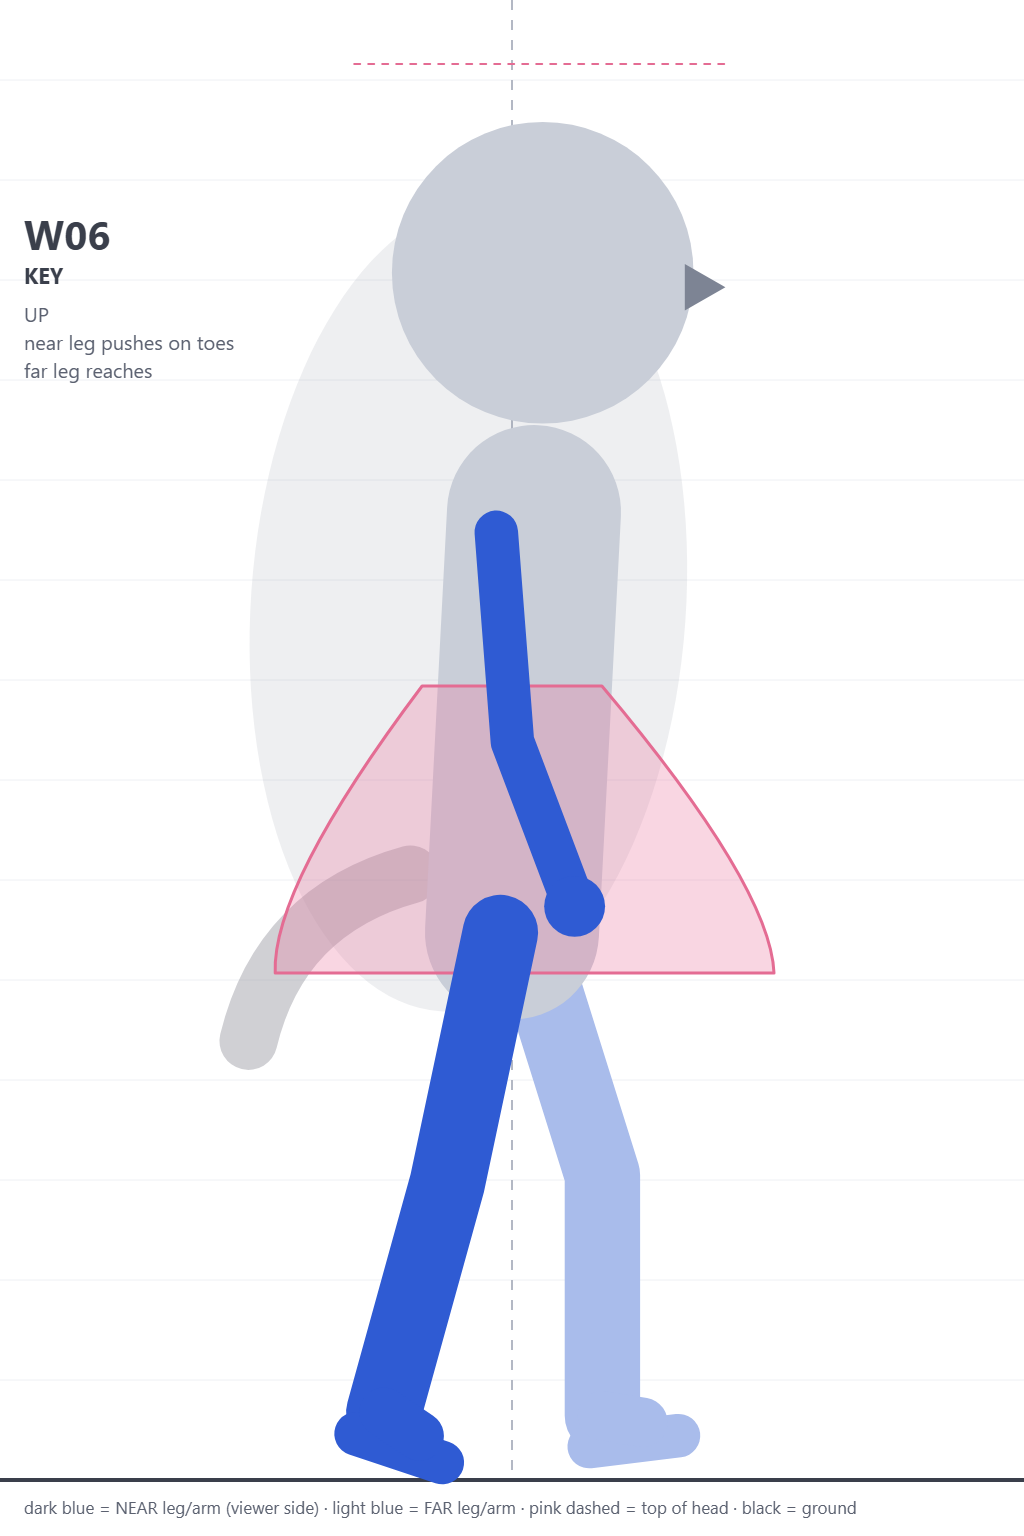 W06
KEY
UP
near leg pushes on toes
far leg reaches
dark blue = NEAR leg/arm (viewer side) · light blue = FAR leg/arm · pink dashed = top of head · black = ground